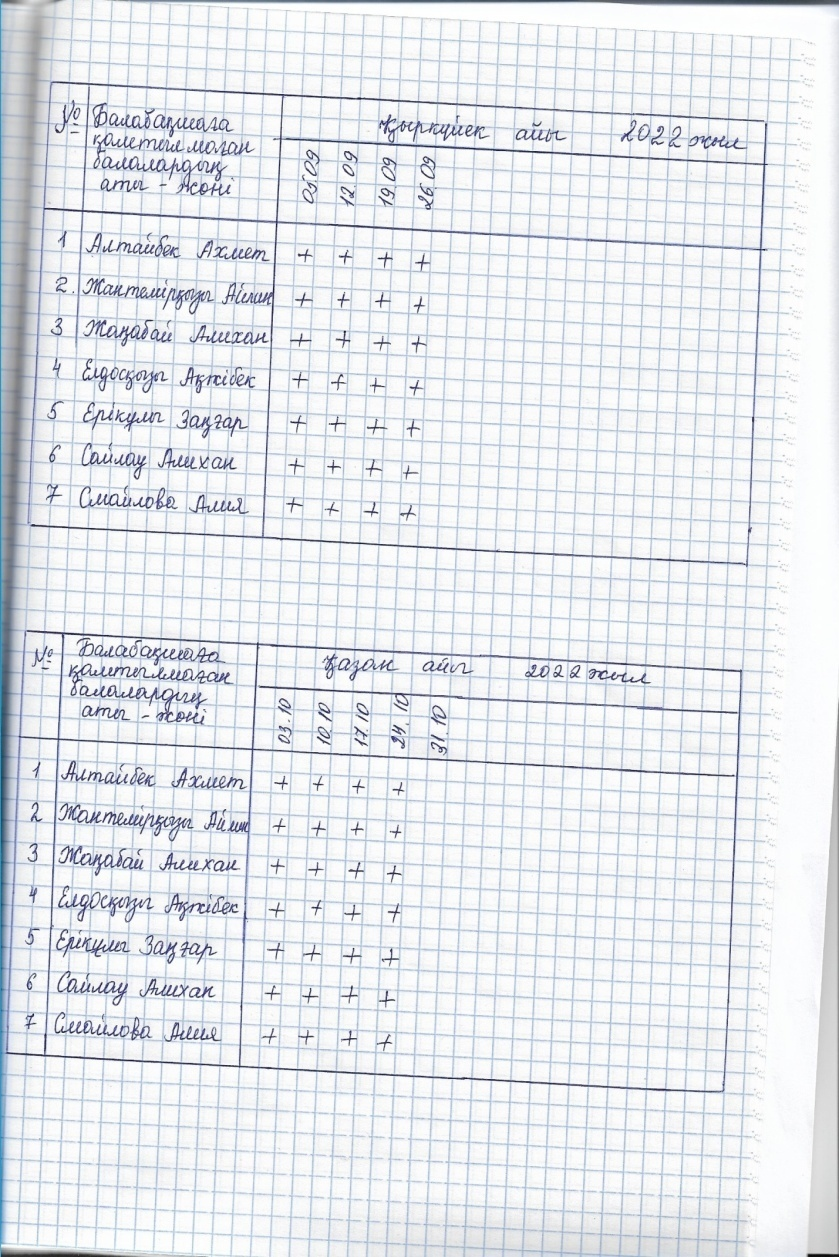 № Балабақшаға қамтылмаған балалардың аты - жөні
Қыркүйек айы 2022 жыл
05.09 12.09 19.09 26.09
1 Алтайбек Ахмет + + + +
2. Жантемірқызы Айлин + + + +
3 Жаңабай Алихан + + + +
4 Елдосқызы Ақжібек + + + +
5 Ерікұлы Заңғар + + + +
6 Сайлау Алихан + + + +
7 Смайлова Алия + + + +
№ Балабақшаға қамтылмаған балалардың аты - жөні
Қазан айы 2022 жыл
03.10 10.10 17.10 24.10 31.10
1 Алтайбек Ахмет + + + +
2 Жантемірқызы Айлин + + + +
3 Жаңабай Алихан + + + +
4 Елдосқызы Ақжібек + + + +
5 Ерікұлы Заңғар + + + +
6 Сайлау Алихан + + + +
7 Смайлова Алия + + + +